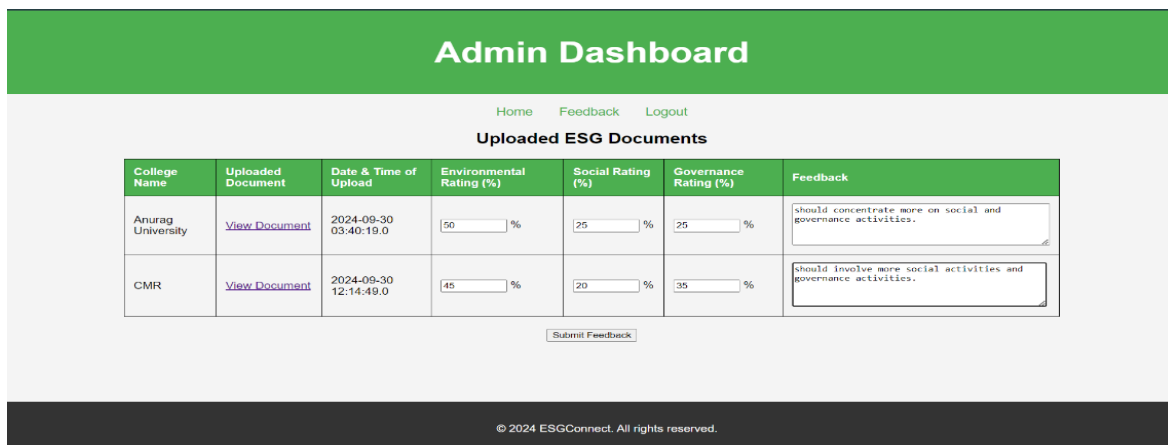 Admin Dashboard
Home Feedback Logout
Uploaded ESG Documents
College Name Uploaded Document Date & Time of Upload Environmental Rating (%) Social Rating (%) Governance Rating (%) Feedback
Anurag University View Document 2024-09-30 03:40:19.0 50 % 25 % 25 % should concentrate more on social and governance activities.
CMR View Document 2024-09-30 12:14:49.0 45 % 20 % 35 % should involve more social activities and governance activities.
Submit Feedback
© 2024 ESGConnect. All rights reserved.